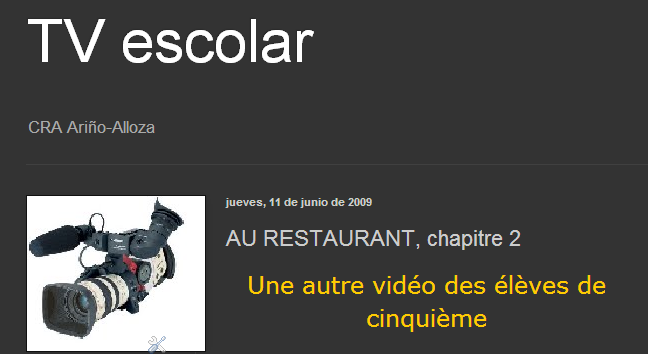 TV escolar
CRA Ariño-Alloza
jueves, 11 de junio de 2009
AU RESTAURANT, chapitre 2
Une autre vidéo des élèves de
cinquième